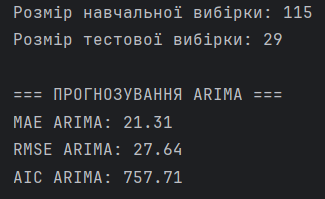 Розмір навчальної вибірки: 115
Розмір тестової вибірки: 29
=== ПРОГНОЗУВАННЯ ARIMA ===
MAE ARIMA: 21.31
RMSE ARIMA: 27.64
AIC ARIMA: 757.71